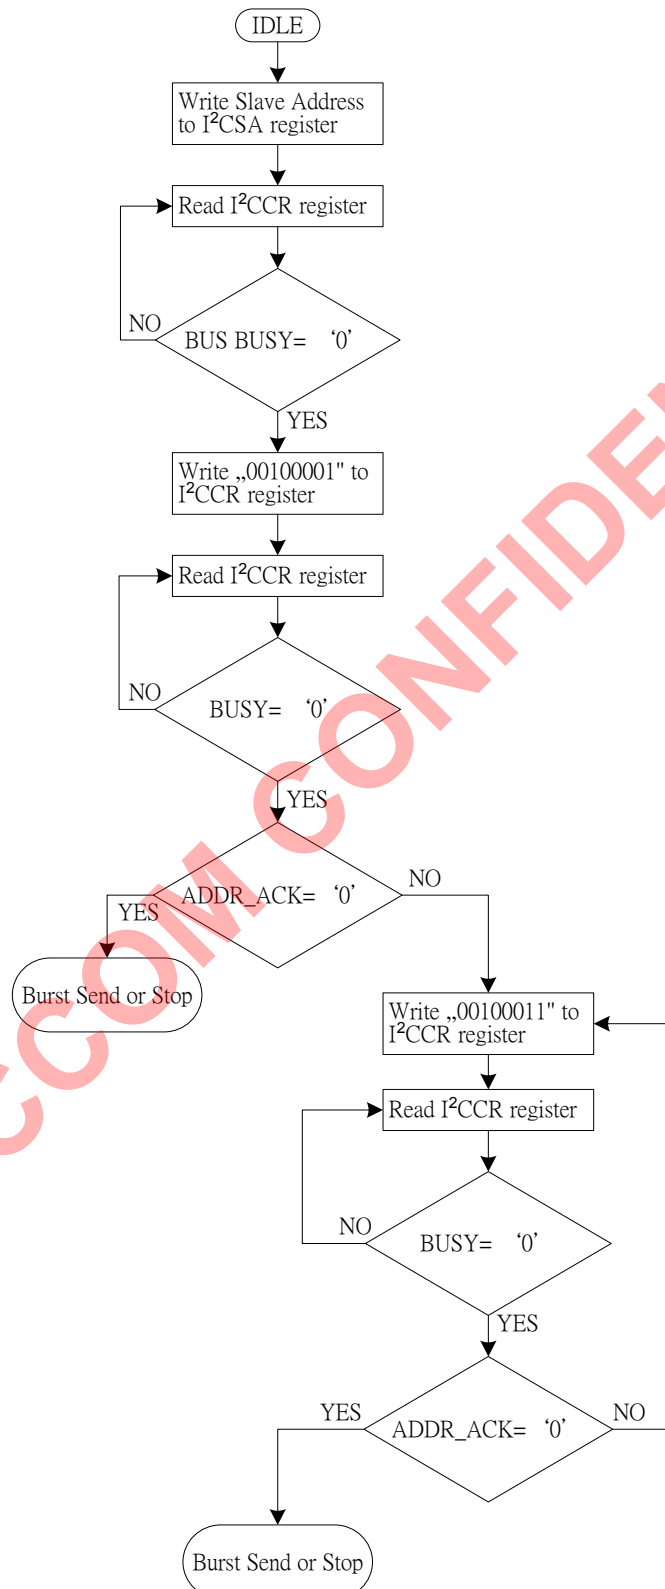 IDLE
Write Slave Address
to I²CSA register
Read I²CCR register
NO
BUS BUSY= ‘0’
YES
Write „00100001" to
I²CCR register
Read I²CCR register
NO
BUSY= ‘0’
YES
ADDR_ACK= ‘0’
NO
YES
Burst Send or Stop
Write „00100011" to
I²CCR register
Read I²CCR register
NO
BUSY= ‘0’
YES
YES
ADDR_ACK= ‘0’
NO
Burst Send or Stop
CCOM CONFIDE